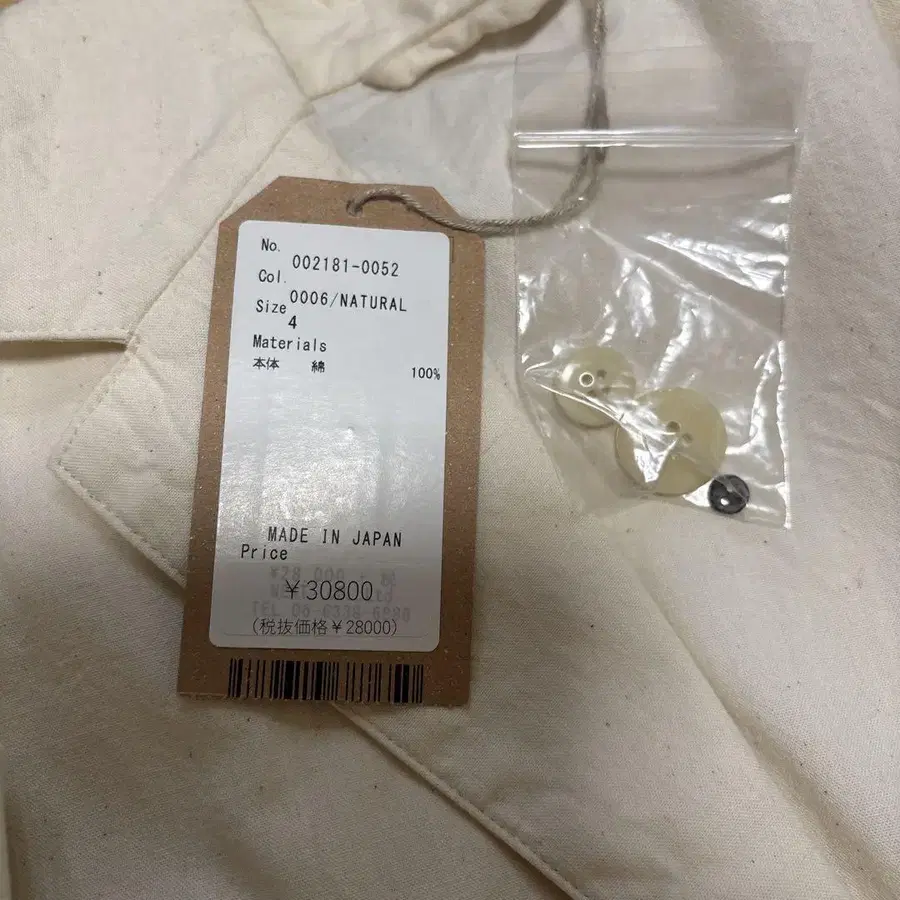 No. 002181-0052
Col. 0006/NATURAL
Size 4
Materials
本体 綿 100%
MADE IN JAPAN
Price
￥30800
(税抜価格￥28000)